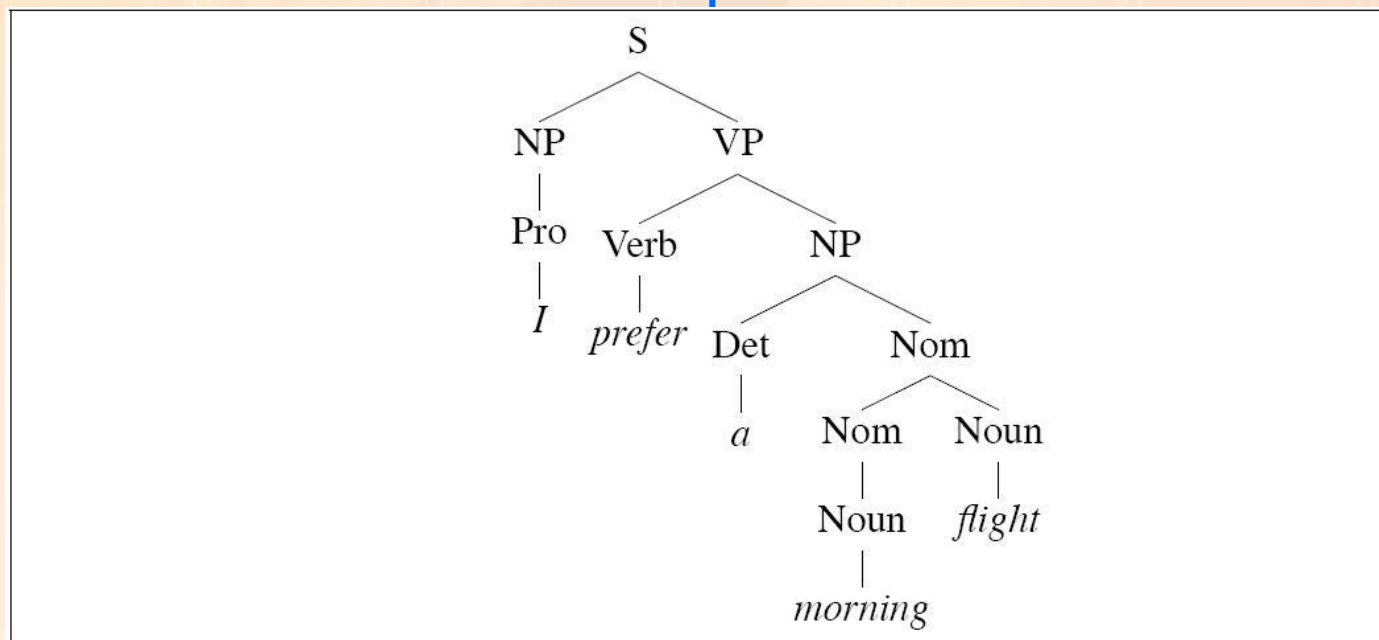 S
NP VP
Pro Verb NP
I prefer Det Nom
a Nom Noun
Noun flight
morning